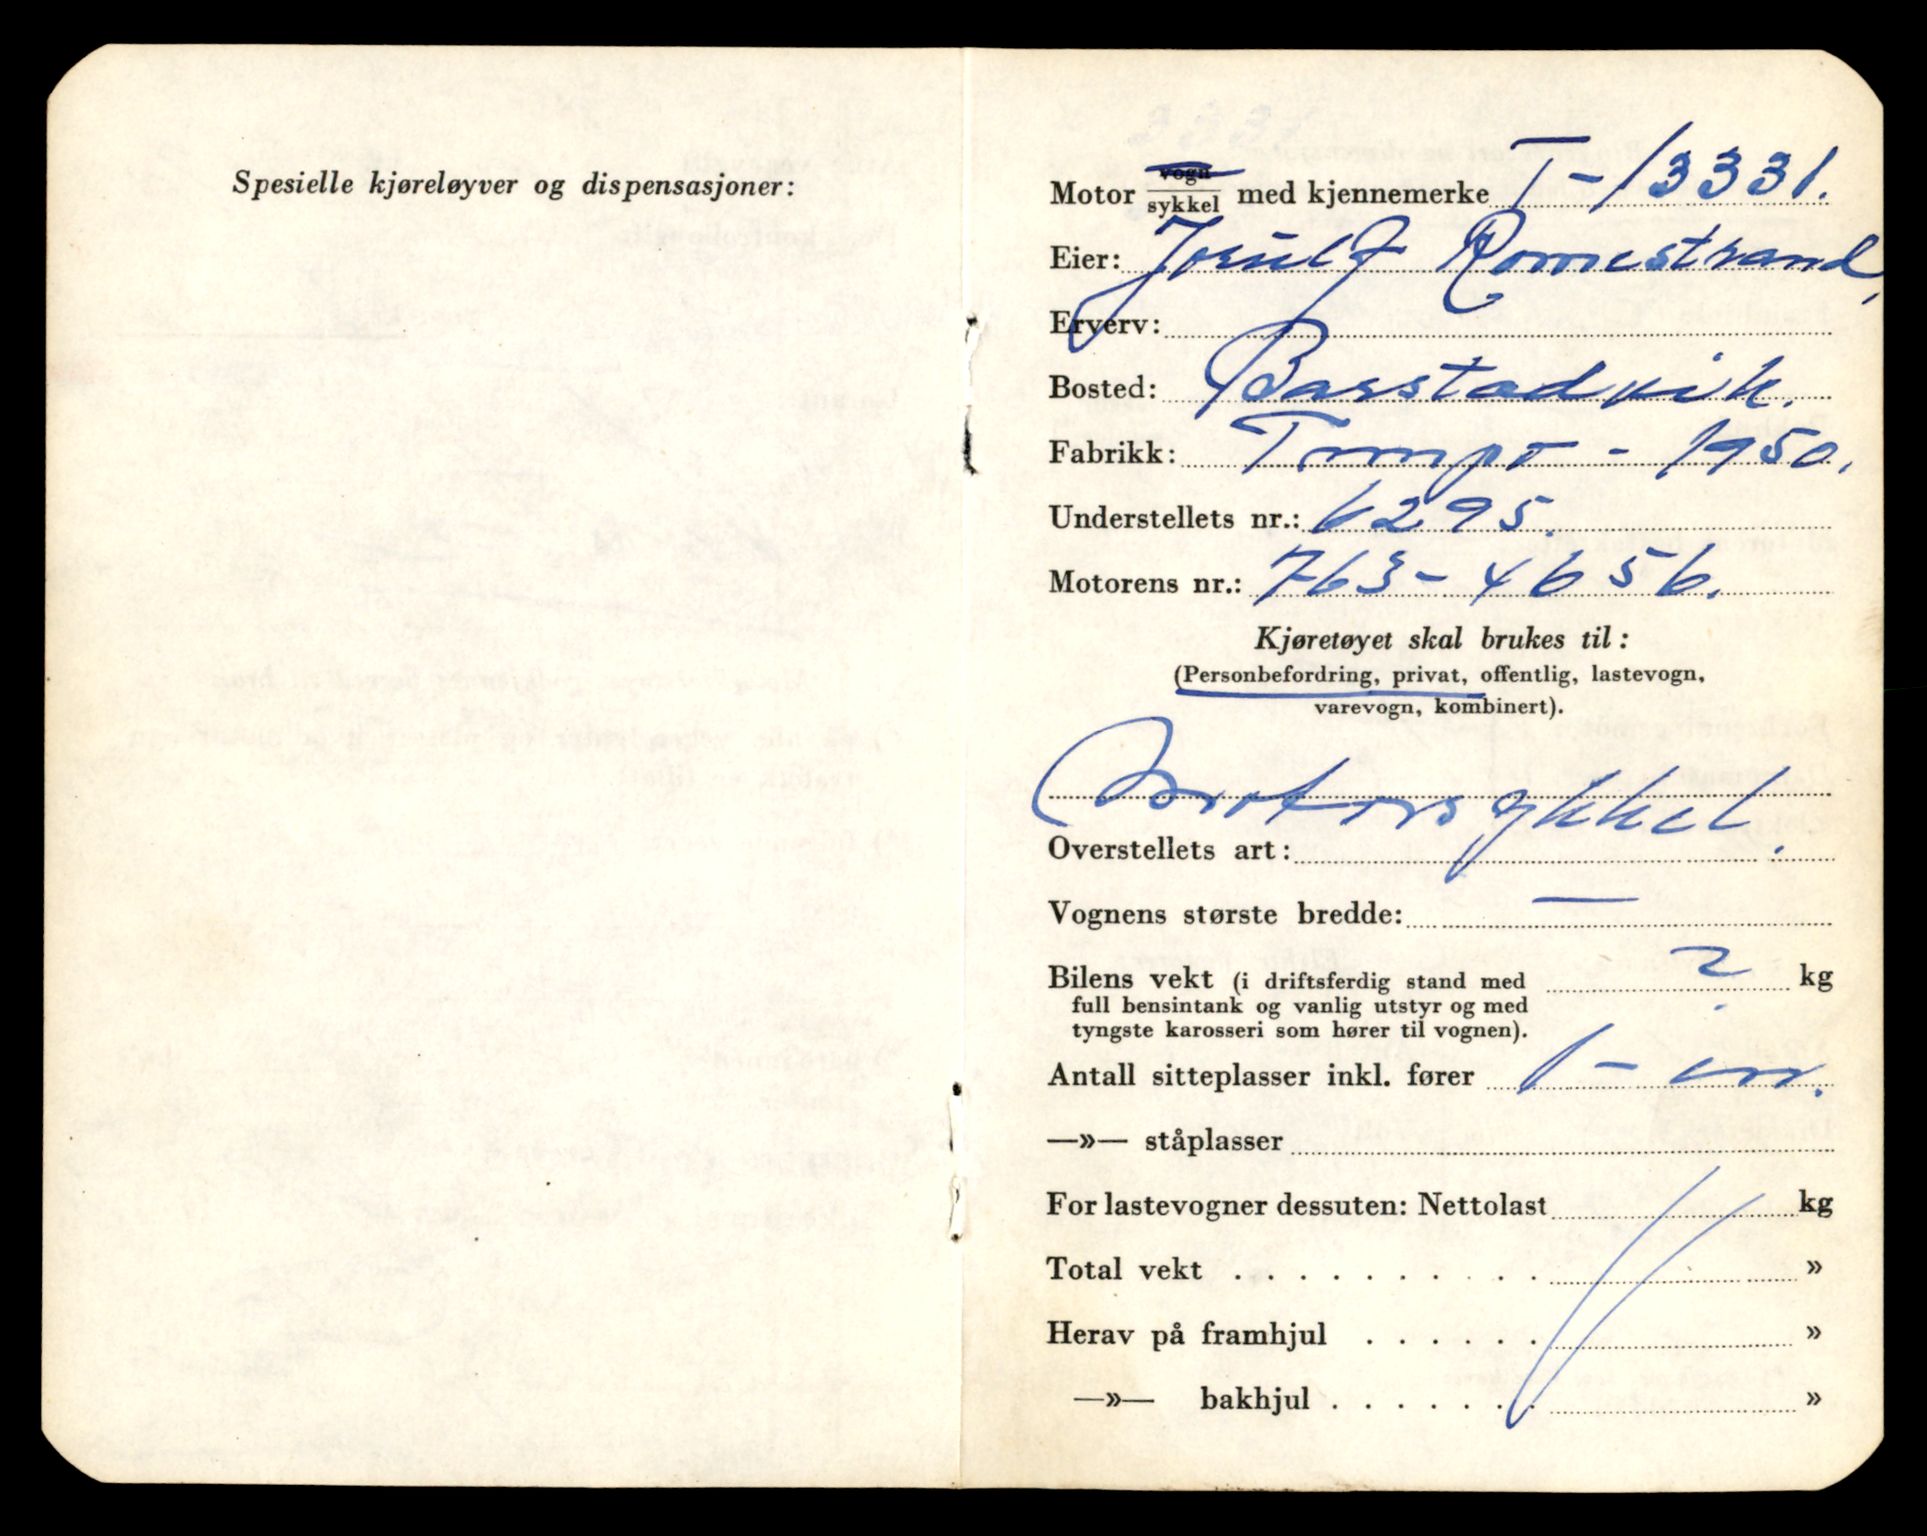 Spesielle kjøreløyver og dispensasjoner:
Motor vogn/sykkel med kjennemerke T-13331.
Eier: Jostulf Romestrand,
Erverv:
Bosted: Barstadvik.
Fabrikk: Tempo - 1950.
Understellets nr.: 6295.
Motorens nr.: 763-4656.
Kjøretøyet skal brukes til:
(Personbefordring, privat, offentlig, lastevogn,
varevogn, kombinert).
Motorsykkel.
Overstellets art:
Vognens største bredde: —
Bilens vekt (i driftsferdig stand med ? kg
full bensintank og vanlig utstyr og med
tyngste karosseri som hører til vognen).
Antall sitteplasser inkl. fører 1 - en.
—»— ståplasser
For lastevogner dessuten: Nettolast kg
Total vekt . . . . . . . . . . »
Herav på framhjul . . . . . . »
—»— bakhjul . . . . . . . »